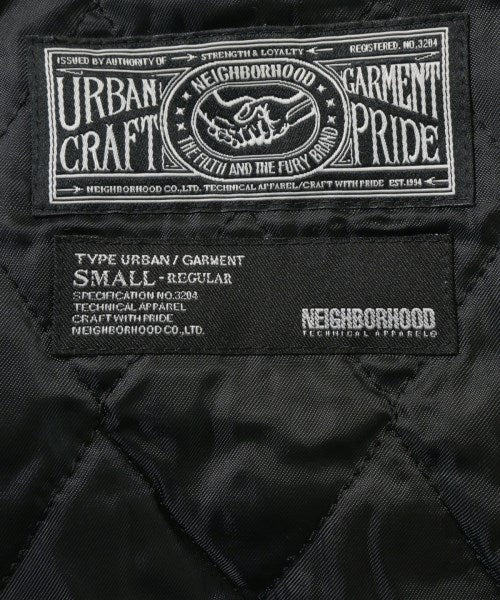 ISSUED BY AUTHORITY OF STRENGTH & LOYALTY REGISTERED. NO.3204
URBAN CRAFT
NEIGHBORHOOD
THE FILTH AND THE FURY BRAND
GARMENT PRIDE
NEIGHBORHOOD CO.,LTD. TECHNICAL APPAREL/CRAFT WITH PRIDE EST.1994
TYPE URBAN / GARMENT
SMALL - REGULAR
SPECIFICATION NO.3204
TECHNICAL APPAREL
CRAFT WITH PRIDE
NEIGHBORHOOD CO.,LTD.
NEIGHBORHOOD
TECHNICAL APPAREL®